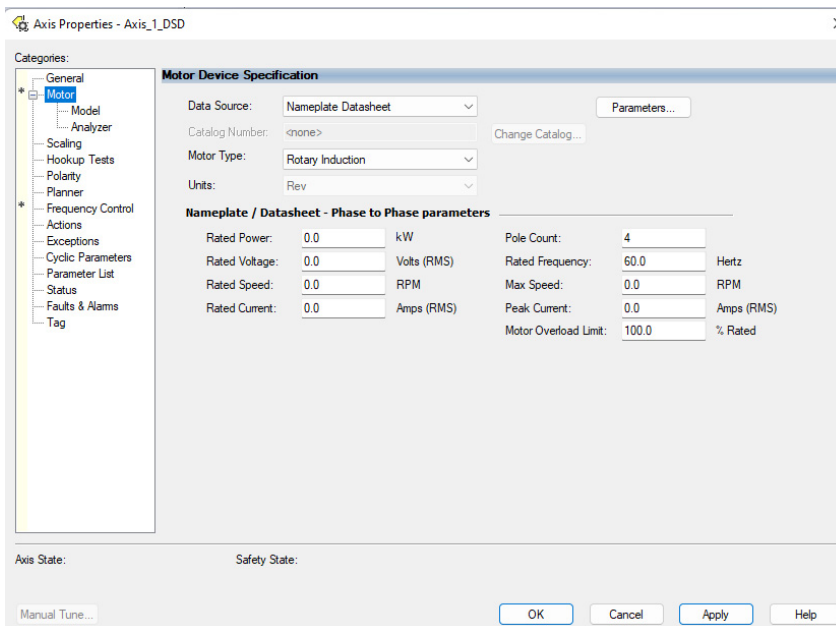 Axis Properties - Axis_1_DSD
Categories:
General
* Motor
Model
Analyzer
Scaling
Hookup Tests
Polarity
Planner
* Frequency Control
Actions
Exceptions
Cyclic Parameters
Parameter List
Status
Faults & Alarms
Tag
Motor Device Specification
Data Source: Nameplate Datasheet Parameters...
Catalog Number: <none> Change Catalog...
Motor Type: Rotary Induction
Units: Rev
Nameplate / Datasheet - Phase to Phase parameters
Rated Power: 0.0 kW Pole Count: 4
Rated Voltage: 0.0 Volts (RMS) Rated Frequency: 60.0 Hertz
Rated Speed: 0.0 RPM Max Speed: 0.0 RPM
Rated Current: 0.0 Amps (RMS) Peak Current: 0.0 Amps (RMS)
Motor Overload Limit: 100.0 % Rated
Axis State: Safety State:
Manual Tune... OK Cancel Apply Help